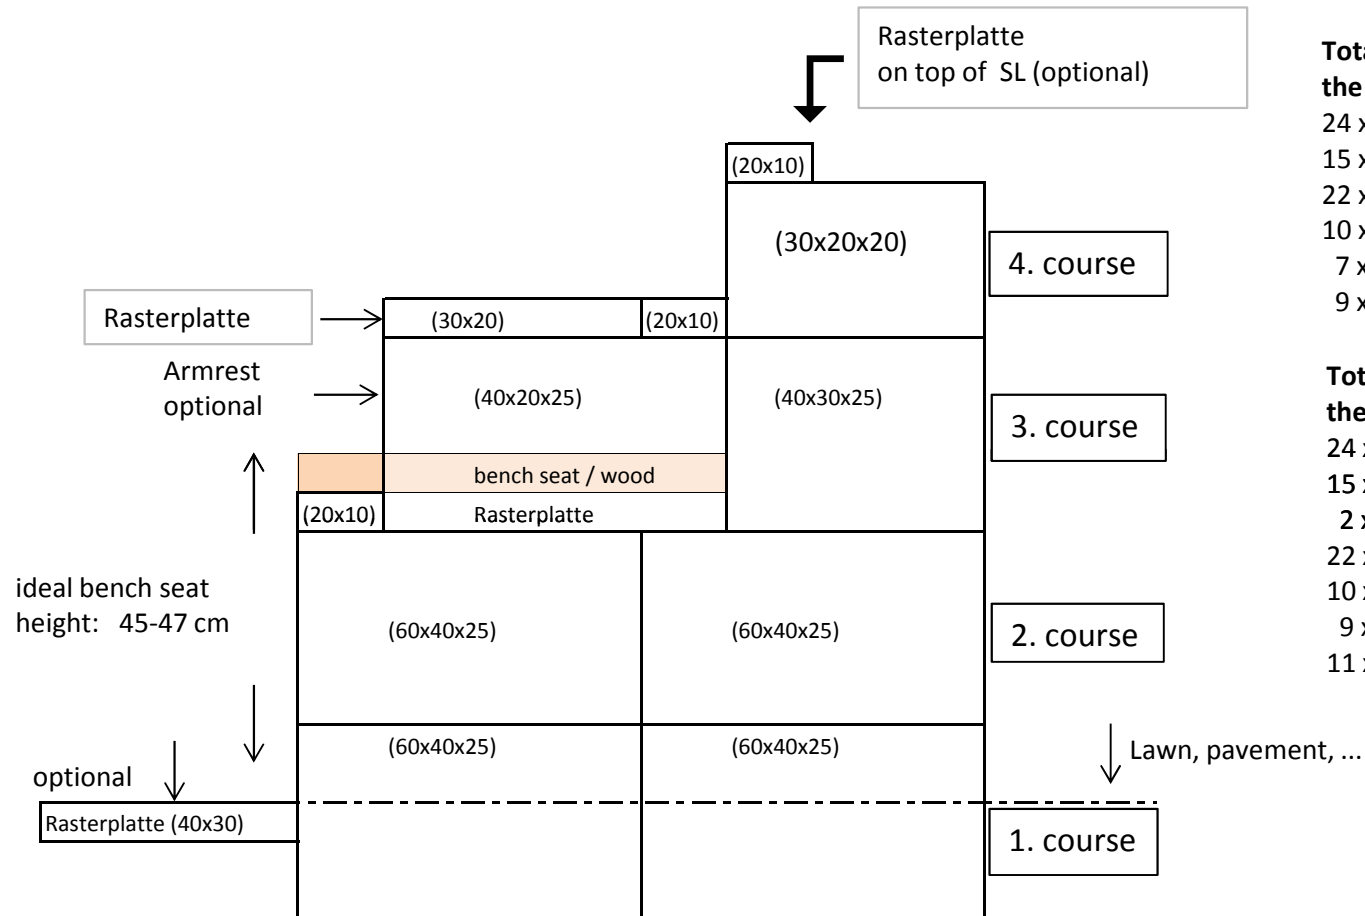 Rasterplatte
on top of SL (optional)
(20x10)
(30x20x20)
4. course
Rasterplatte
(30x20)
(20x10)
Armrest
optional
(40x20x25)
(40x30x25)
3. course
bench seat / wood
(20x10)
Rasterplatte
ideal bench seat
height: 45-47 cm
(60x40x25)
(60x40x25)
2. course
(60x40x25)
(60x40x25)
optional
Lawn, pavement, ...
Rasterplatte (40x30)
1. course
the
24 x
15 x
22 x
10 x
7 x
9 x
the
24 x
15 x
2 x
22 x
10 x
9 x
11 x